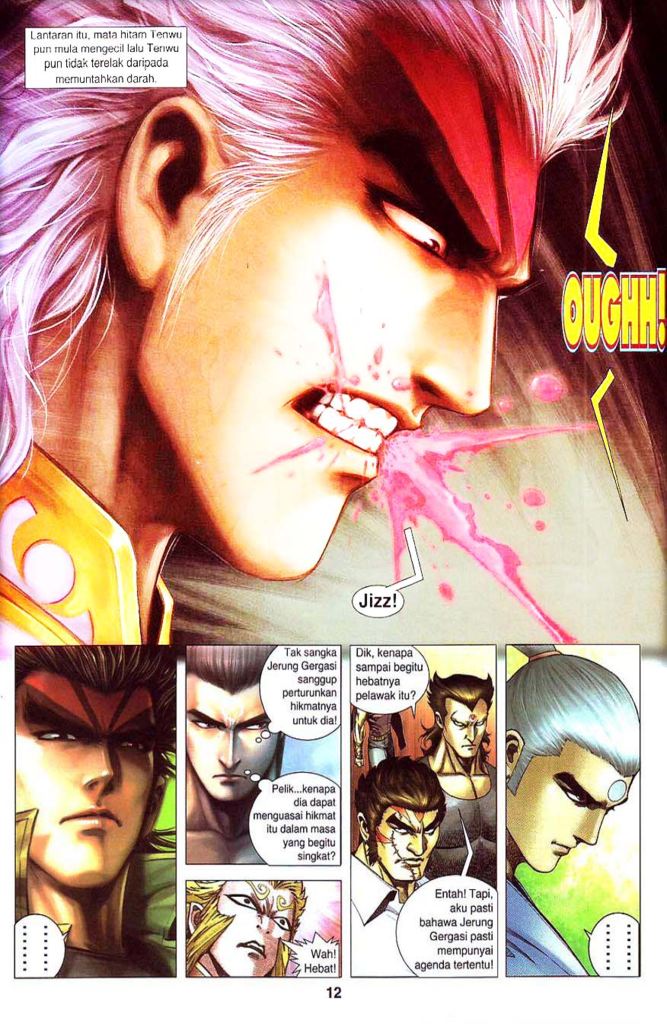 Lantaran itu, mata hitam Tenwu
pun mula mengecil lalu Tenwu
pun tidak terelak daripada
memuntahkan darah.
OUGHH!
Jizz!
Tak sangka
Jerung Gergasi
sanggup
perturunkan
hikmatnya
untuk dia!
Pelik...kenapa
dia dapat
menguasai hikmat
itu dalam masa
yang begitu
singkat?
Wah!
Hebat!
Dik, kenapa
sampai begitu
hebatnya
pelawak itu?
Entah! Tapi,
aku pasti
bahawa Jerung
Gergasi pasti
mempunyai
agenda tertentu!
12